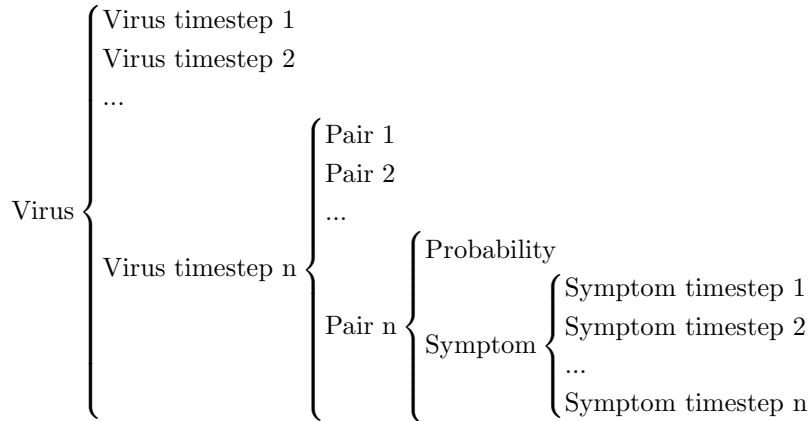 Virus timestep 1
Virus timestep 2
...
Pair 1
Pair 2
...
Virus
Probability
Virus timestep n
Symptom timestep 1
Pair n
Symptom timestep 2
Symptom
...
Symptom timestep n